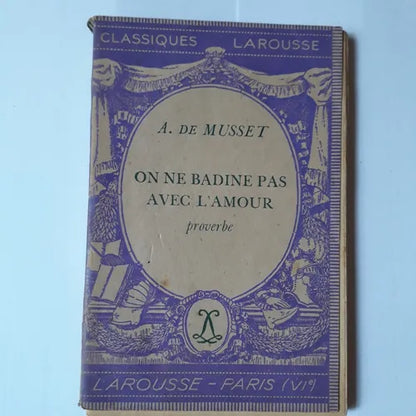 CLASSIQUES LAROUSSE
A. DE MUSSET
ON NE BADINE PAS
AVEC L'AMOUR
proverbe
LAROUSSE – PARIS (VIe)